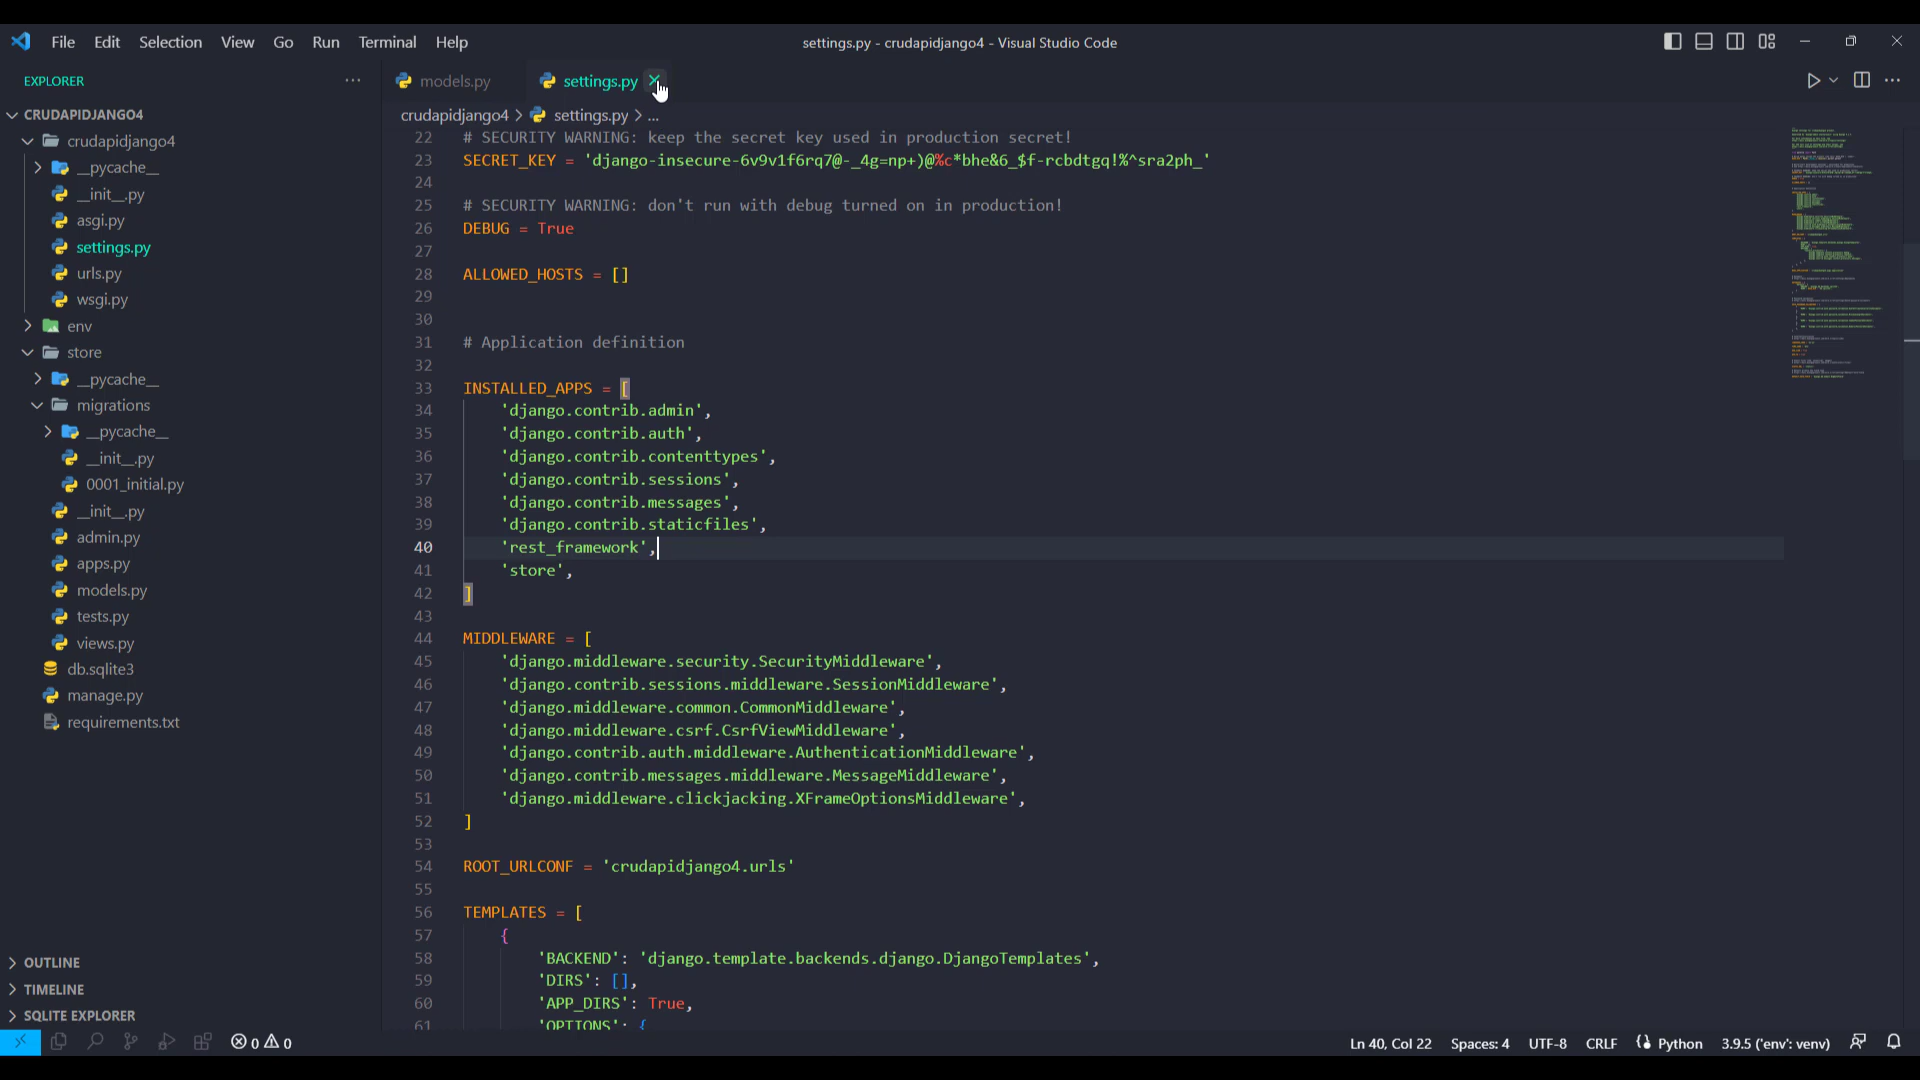 File Edit Selection View Go Run Terminal Help
settings.py - crudapidjango4 - Visual Studio Code
EXPLORER
CRUDAPIDJANGO4
crudapidjango4
__pycache__
__init__.py
asgi.py
settings.py
urls.py
wsgi.py
env
store
__pycache__
migrations
__pycache__
__init__.py
0001_initial.py
__init__.py
admin.py
apps.py
models.py
tests.py
views.py
db.sqlite3
manage.py
requirements.txt
OUTLINE
TIMELINE
SQLITE EXPLORER
models.py settings.py
crudapidjango4 > settings.py > ...
22 # SECURITY WARNING: keep the secret key used in production secret!
23 SECRET_KEY = 'django-insecure-6v9v1f6rq7@-_4g=np+)@%c*bhe&6_$f-rcbdtgq!%^sra2ph_'
24
25 # SECURITY WARNING: don't run with debug turned on in production!
26 DEBUG = True
27
28 ALLOWED_HOSTS = []
29
30
31 # Application definition
32
33 INSTALLED_APPS = [
34 'django.contrib.admin',
35 'django.contrib.auth',
36 'django.contrib.contenttypes',
37 'django.contrib.sessions',
38 'django.contrib.messages',
39 'django.contrib.staticfiles',
40 'rest_framework',
41 'store',
42 ]
43
44 MIDDLEWARE = [
45 'django.middleware.security.SecurityMiddleware',
46 'django.contrib.sessions.middleware.SessionMiddleware',
47 'django.middleware.common.CommonMiddleware',
48 'django.middleware.csrf.CsrfViewMiddleware',
49 'django.contrib.auth.middleware.AuthenticationMiddleware',
50 'django.contrib.messages.middleware.MessageMiddleware',
51 'django.middleware.clickjacking.XFrameOptionsMiddleware',
52 ]
53
54 ROOT_URLCONF = 'crudapidjango4.urls'
55
56 TEMPLATES = [
57 {
58 'BACKEND': 'django.template.backends.django.DjangoTemplates',
59 'DIRS': [],
60 'APP_DIRS': True,
61 'OPTIONS': {
0 0 Ln 40, Col 22 Spaces: 4 UTF-8 CRLF Python 3.9.5 ('env': venv)